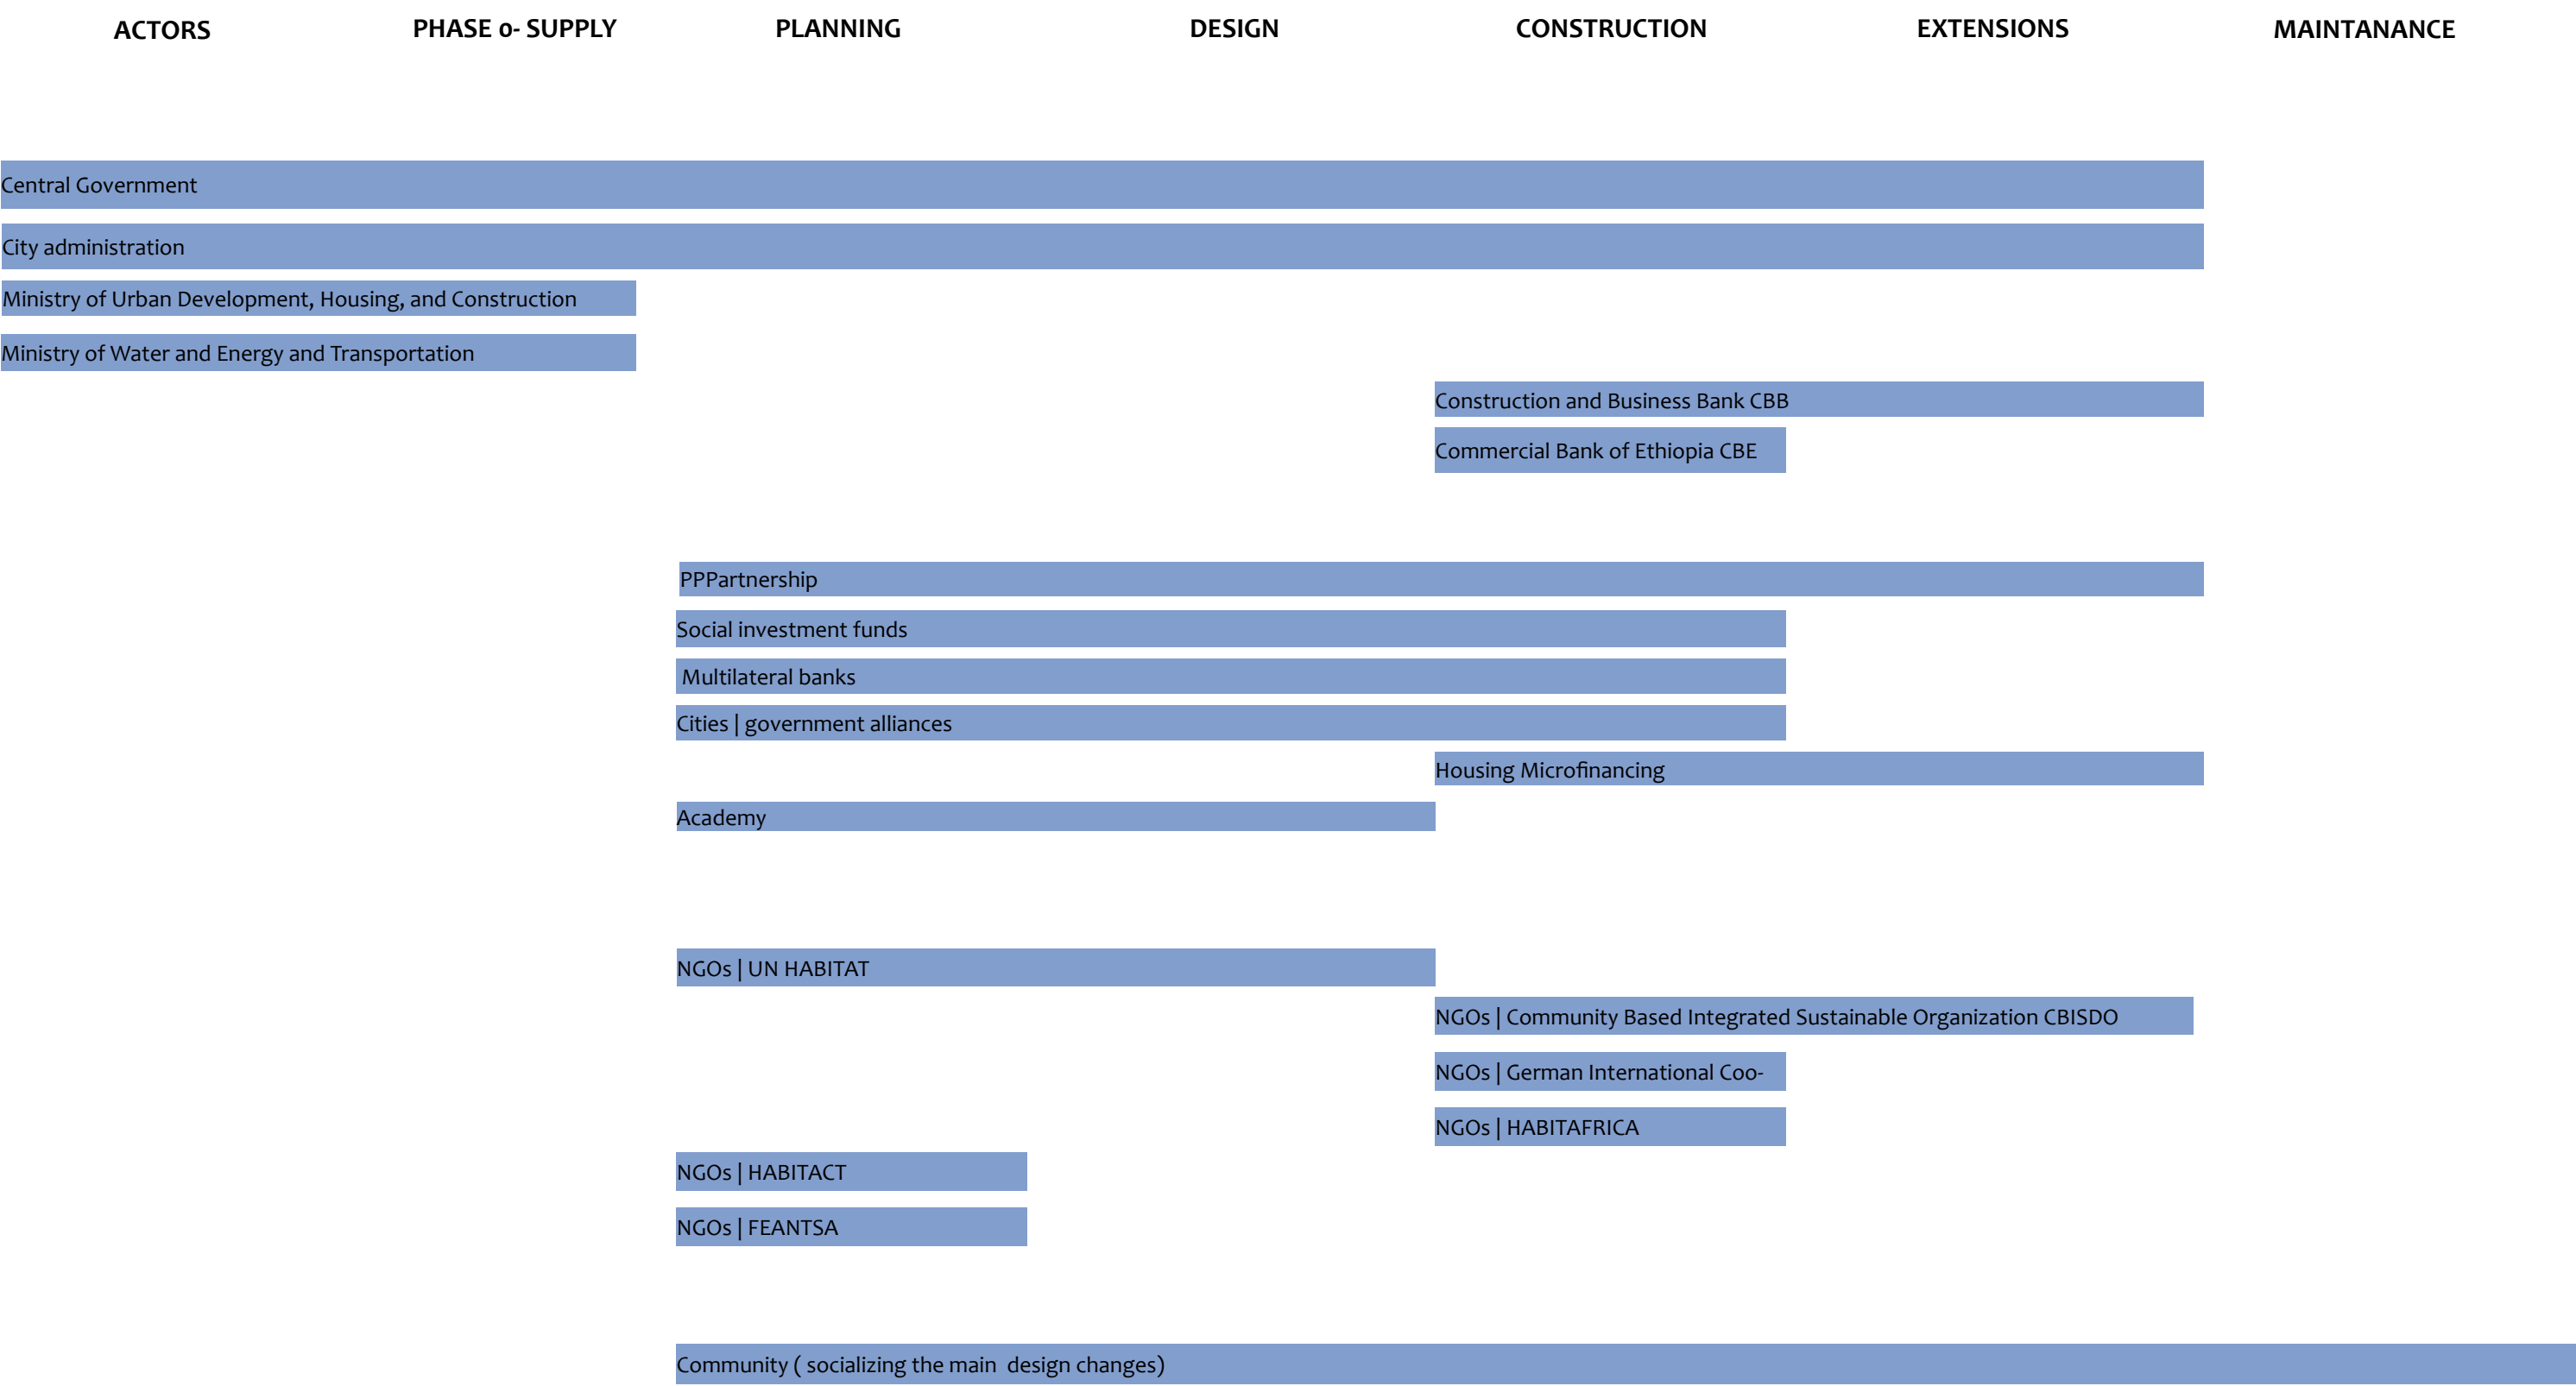 ACTORS PHASE 0- SUPPLY PLANNING DESIGN CONSTRUCTION EXTENSIONS MAINTANANCE
Central Government
City administration
Ministry of Urban Development, Housing, and Construction
Ministry of Water and Energy and Transportation
Construction and Business Bank CBB
Commercial Bank of Ethiopia CBE
PPPartnership
Social investment funds
Multilateral banks
Cities | government alliances
Housing Microfinancing
Academy
NGOs | UN HABITAT
NGOs | Community Based Integrated Sustainable Organization CBISDO
NGOs | German International Coo-
NGOs | HABITAFRICA
NGOs | HABITACT
NGOs | FEANTSA
Community ( socializing the main design changes)